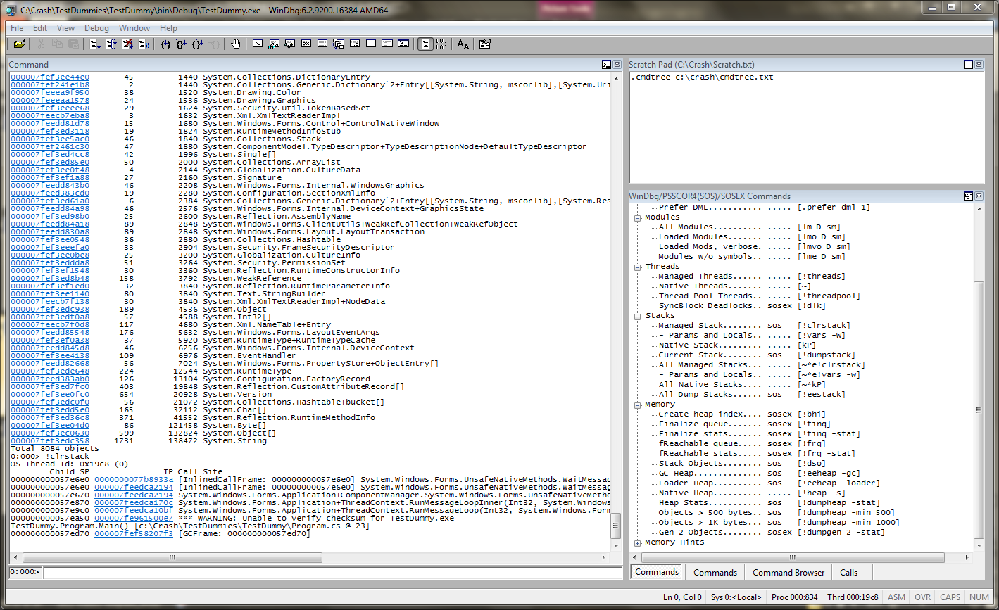 C:\Crash\TestDummies\TestDummy\bin\Debug\TestDummy.exe - WinDbg:6.2.9200.16384 AMD64
File Edit View Debug Window Help
Command
000007fef3ee44e0 45 1440 System.Collections.DictionaryEntry
000007fef241e1b8 2 1440 System.Collections.Generic.Dictionary`2+Entry[[System.String, mscorlib],[System.Uri
000007feeea9f950 38 1520 System.Drawing.Color
000007feeeaa1578 24 1536 System.Drawing.Graphics
000007fef3eeee68 29 1624 System.Security.Util.TokenBasedSet
000007feecb7eba8 3 1632 System.Xml.XmlTextReaderImpl
000007feedd81d78 15 1680 System.Windows.Forms.Control+ControlNativeWindow
000007fef3ed3118 19 1824 System.RuntimeMethodInfoStub
000007fef3ee5ac0 46 1840 System.Collections.Stack
000007fef2461c30 47 1880 System.ComponentModel.TypeDescriptor+TypeDescriptionNode+DefaultTypeDescriptor
000007fef3ed4cc8 42 1996 System.Single[]
000007fef3ed85e0 50 2000 System.Collections.ArrayList
000007fef3ee0f48 4 2144 System.Globalization.CultureData
000007fef3ef1a88 27 2160 System.Signature
000007feedd843b0 46 2208 System.Windows.Forms.Internal.WindowsGraphics
000007feed383cd0 19 2280 System.Configuration.SectionXmlInfo
000007fef3ed61a0 6 2384 System.Collections.Generic.Dictionary`2+Entry[[System.String, mscorlib],[System.Res
000007feedd84a98 46 2576 System.Windows.Forms.Internal.DeviceContext+GraphicsState
000007fef3ed98b0 25 2600 System.Reflection.AssemblyName
000007feedd84a18 89 2848 System.Windows.Forms.ClientUtils+WeakRefCollection+WeakRefObject
000007feedd830a8 89 2848 System.Windows.Forms.Layout.LayoutTransaction
000007fef3ee0548 36 2880 System.Collections.Hashtable
000007fef3eeefa0 33 2904 System.Security.FrameSecurityDescriptor
000007fef3ee0be8 25 3200 System.Globalization.CultureInfo
000007fef3eddda8 51 3264 System.Security.PermissionSet
000007fef3ef1548 30 3360 System.Reflection.RuntimeConstructorInfo
000007fef3ed8b48 158 3792 System.WeakReference
000007fef3ef1ed0 32 3840 System.Reflection.RuntimeParameterInfo
000007fef3ee1140 80 3840 System.Text.StringBuilder
000007feecb7f138 30 3840 System.Xml.XmlTextReaderImpl+NodeData
000007fef3edc938 189 4536 System.Object
000007fef3edf0a8 57 4588 System.Int32[]
000007feecb7f0d8 117 4680 System.Xml.NameTable+Entry
000007feedd85548 176 5632 System.Windows.Forms.LayoutEventArgs
000007fef3ef0a38 37 5920 System.RuntimeType+RuntimeTypeCache
000007feedd845d8 46 6256 System.Windows.Forms.Internal.DeviceContext
000007fef3ee4138 109 6976 System.EventHandler
000007feedd82668 56 7024 System.Windows.Forms.PropertyStore+ObjectEntry[]
000007fef3ede648 224 12544 System.RuntimeType
000007feed383ab0 126 13104 System.Configuration.FactoryRecord
000007fef3ed7fc0 403 19848 System.Reflection.CustomAttributeRecord[]
000007fef3ee0fc0 654 20928 System.Version
000007fef3edc0f0 56 21072 System.Collections.Hashtable+bucket[]
000007fef3edd5e0 165 32112 System.Char[]
000007fef3ed36c8 371 41552 System.Reflection.RuntimeMethodInfo
000007fef3ee04d0 86 121458 System.Byte[]
000007fef3ec0630 599 132824 System.Object[]
000007fef3edc358 1731 138472 System.String
Total 8084 objects
0:000> !clrstack
OS Thread Id: 0x19c8 (0)
Child SP IP Call Site
000000000057e6e0 0000000077b8933a [InlinedCallFrame: 000000000057e6e0] System.Windows.Forms.UnsafeNativeMethods.WaitMessag
000000000057e6e0 000007feedca2194 [InlinedCallFrame: 000000000057e6e0] System.Windows.Forms.UnsafeNativeMethods.WaitMessag
000000000057e670 000007feedca2194 System.Windows.Forms.Application+ComponentManager.System.Windows.Forms.UnsafeNativeMetho
000000000057e870 000007feedca170c System.Windows.Forms.Application+ThreadContext.RunMessageLoopInner(Int32, System.Windows
000000000057e9c0 000007feedca10bf System.Windows.Forms.Application+ThreadContext.RunMessageLoop(Int32, System.Windows.Form
000000000057ea50 000007fe961500e7 *** WARNING: Unable to verify checksum for TestDummy.exe
TestDummy.Program.Main() [c:\Crash\TestDummies\TestDummy\Program.cs @ 23]
000000000057ed70 000007fef58207f3 [GCFrame: 000000000057ed70]
0:000>
Scratch Pad (C:\Crash\Scratch.txt)
.cmdtree c:\crash\cmdtree.txt
WinDbg/PSSCOR4(SOS)/SOSEX Commands
Prefer DML........... ..... [.prefer_dml 1]
Modules
All Modules.......... ..... [lm D sm]
Loaded Modules....... ..... [lmo D sm]
Loaded Mods, verbose. ..... [lmvo D sm]
Modules w/o symbols.. ..... [lme D sm]
Threads
Managed Threads...... ..... [!threads]
Native Threads....... ..... [~]
Thread Pool Threads.. ..... [!threadpool]
SyncBlock Deadlocks.. sosex [!dlk]
Stacks
Managed Stack........ sos [!clrstack]
- Params and Locals.. ..... [!vars -w]
Native Stack......... ..... [kP]
Current Stack........ sos [!dumpstack]
All Managed Stacks... ..... [~*e!clrstack]
- Params and Locals.. ..... [~*e!vars -w]
All Native Stacks.... ..... [~*kP]
All Dump Stacks...... sos [!eestack]
Memory
Create heap index.... sosex [!bhi]
Finalize queue....... sosex [!finq]
Finalize stats....... sosex [!finq -stat]
fReachable queue..... sosex [!frq]
fReachable stats..... sosex [!frq -stat]
Stack Objects........ sos [!dso]
GC Heap.............. sos [!eeheap -gc]
Loader Heap.......... sos [!eeheap -loader]
Native Heap.......... ..... [!heap -s]
Heap Stats........... sos [!dumpheap -stat]
Objects > 500 bytes.. sos [!dumpheap -min 500]
Objects > 1K bytes... sos [!dumpheap -min 1000]
Gen 2 Objects........ sosex [!dumpgen 2 -stat]
Memory Hints
Commands Commands Command Browser Calls
Ln 0, Col 0 Sys 0:<Local> Proc 000:834 Thrd 000:19c8 ASM OVR CAPS NUM